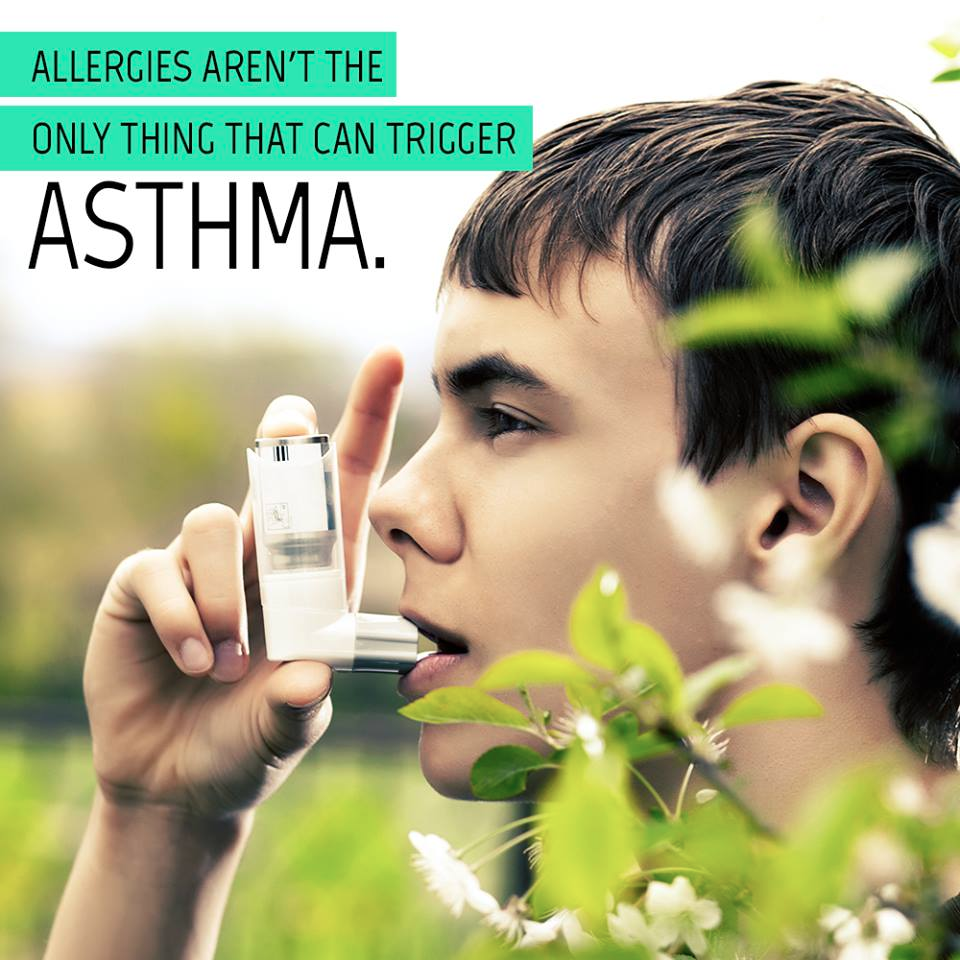 ALLERGIES AREN'T THE
ONLY THING THAT CAN TRIGGER
ASTHMA.